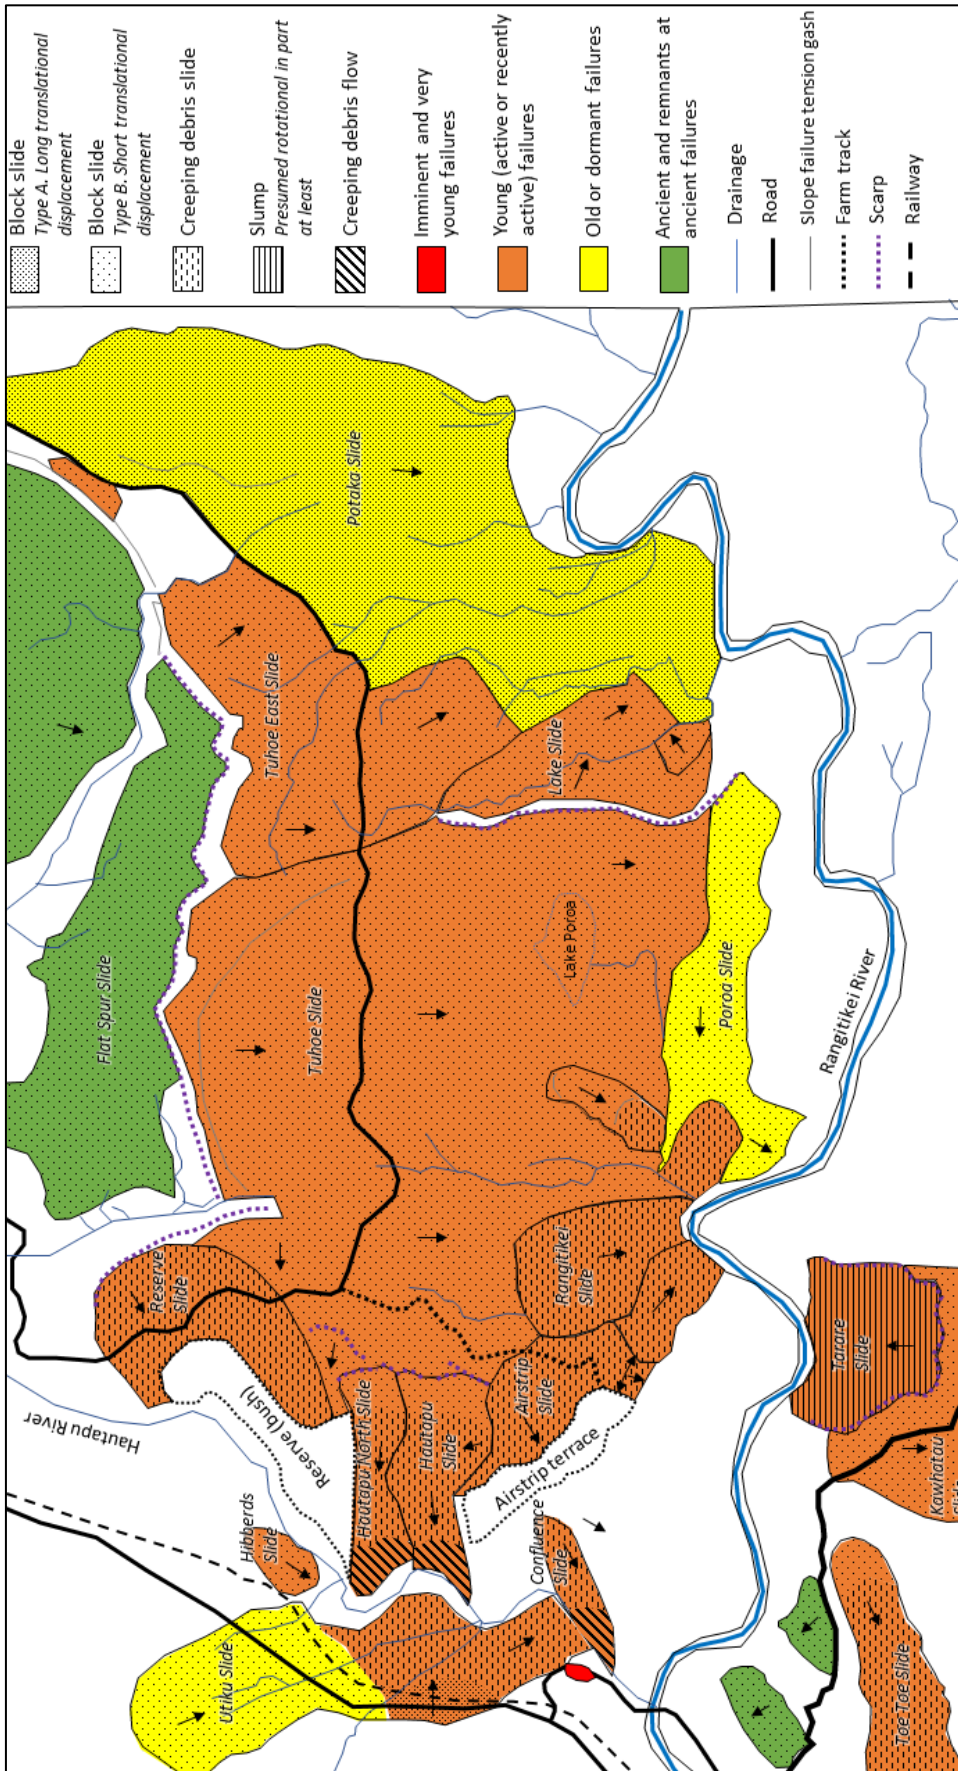 Block slide
Type A. Long translational
displacement
Block slide
Type B. Short translational
displacement
Creeping debris slide
Slump
Presumed rotational in part
at least
Creeping debris flow
Imminent and very
young failures
Young (active or recently
active) failures
Old or dormant failures
Ancient and remnants at
ancient failures
Drainage
Road
Slope failure tension gash
Farm track
Scarp
Railway
Potaka Slide
Tuhoe East Slide
Lake Slide
Flat Spur Slide
Tuhoe Slide
Lake Poroa
Poroa Slide
Rangitikei River
Reserve
Slide
Rangitikei
Slide
Hautapu River
Reserve (bush)
Hautapu North Slide
Hautapu
Slide
Airstrip
Slide
Airstrip terrace
Tarare
Slide
Kawhatau
Hibberds
Slide
Confluence
Slide
Utiku Slide
Toe Toe Slide